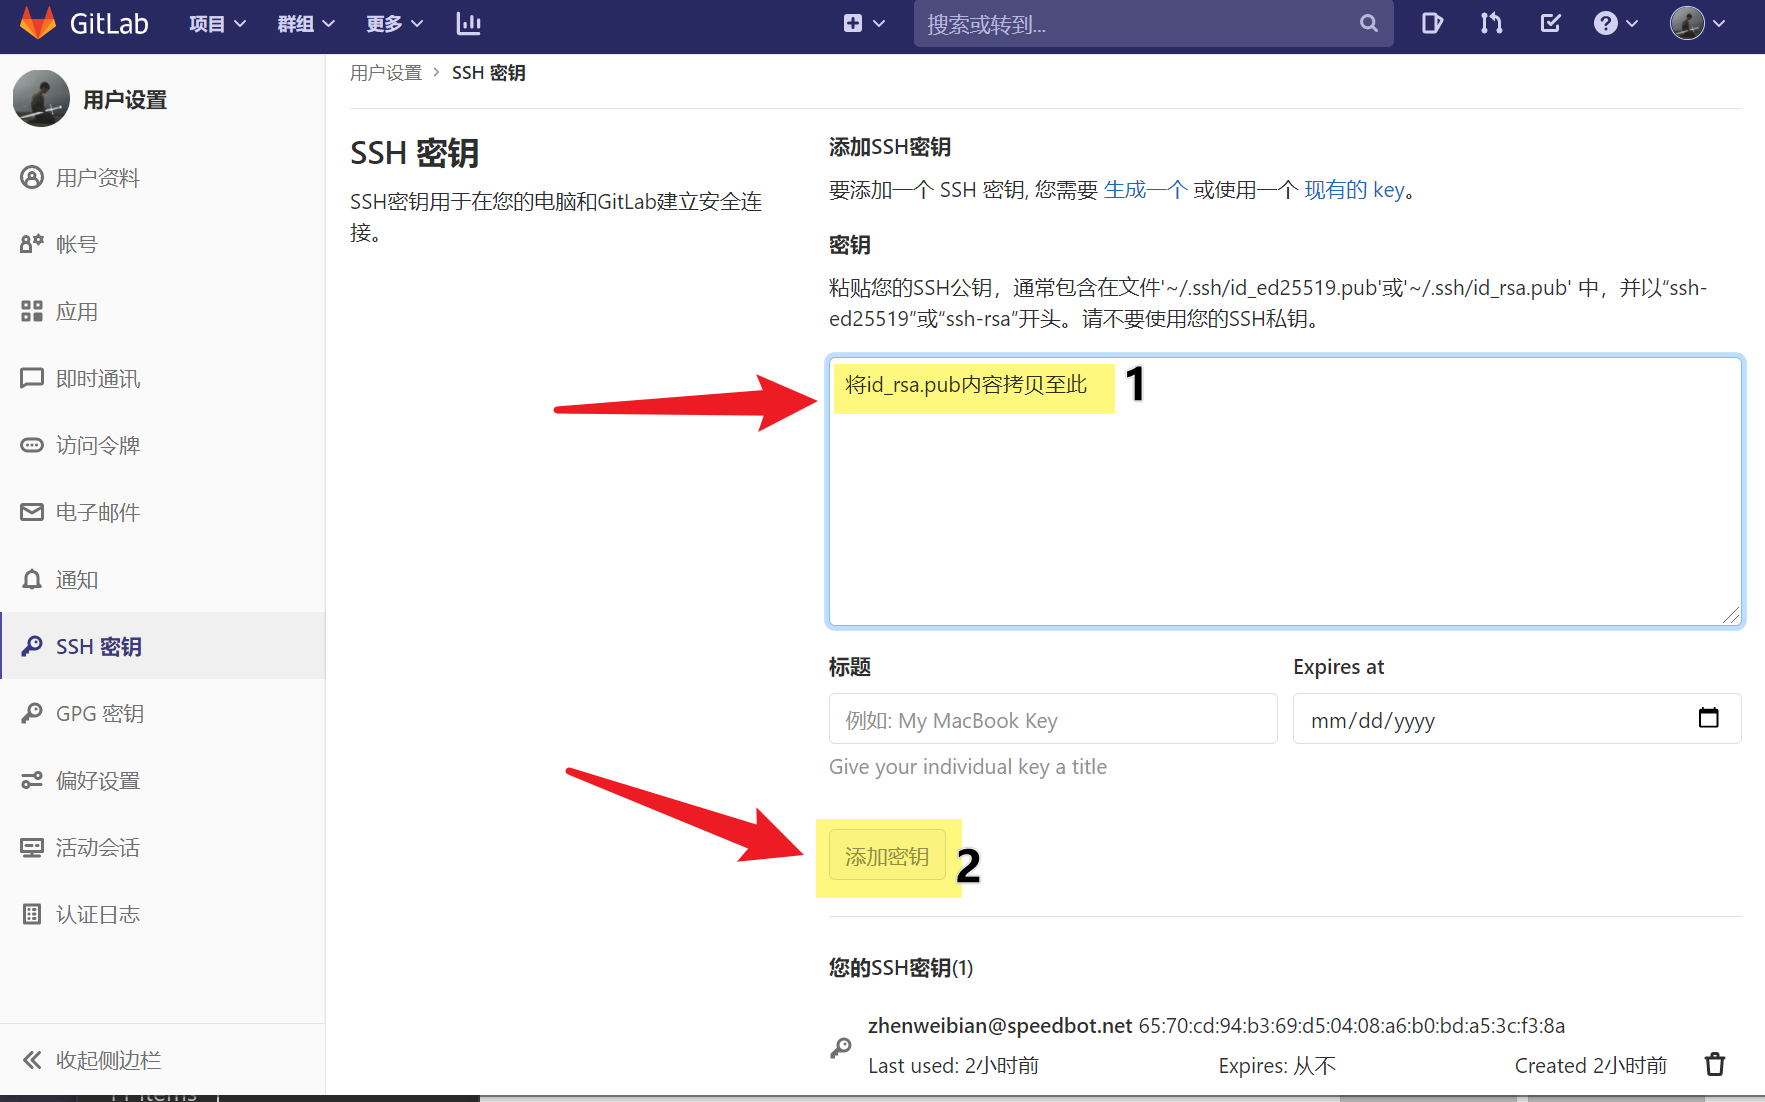 GitLab 项目 群组 更多 搜索或转到...
用户设置
用户资料
帐号
应用
即时通讯
访问令牌
电子邮件
通知
SSH 密钥
GPG 密钥
偏好设置
活动会话
认证日志
收起侧边栏
用户设置 › SSH 密钥
SSH 密钥
SSH密钥用于在您的电脑和GitLab建立安全连
接。
添加SSH密钥
要添加一个 SSH 密钥, 您需要 生成一个 或使用一个 现有的 key。
密钥
粘贴您的SSH公钥，通常包含在文件'~/.ssh/id_ed25519.pub'或'~/.ssh/id_rsa.pub' 中，并以“ssh-
ed25519”或“ssh-rsa”开头。请不要使用您的SSH私钥。
将id_rsa.pub内容拷贝至此 1
标题
例如: My MacBook Key
Give your individual key a title
Expires at
mm/dd/yyyy
添加密钥 2
您的SSH密钥(1)
zhenweibian@speedbot.net 65:70:cd:94:b3:69:d5:04:08:a6:b0:bd:a5:3c:f3:8a
Last used: 2小时前 Expires: 从不 Created 2小时前